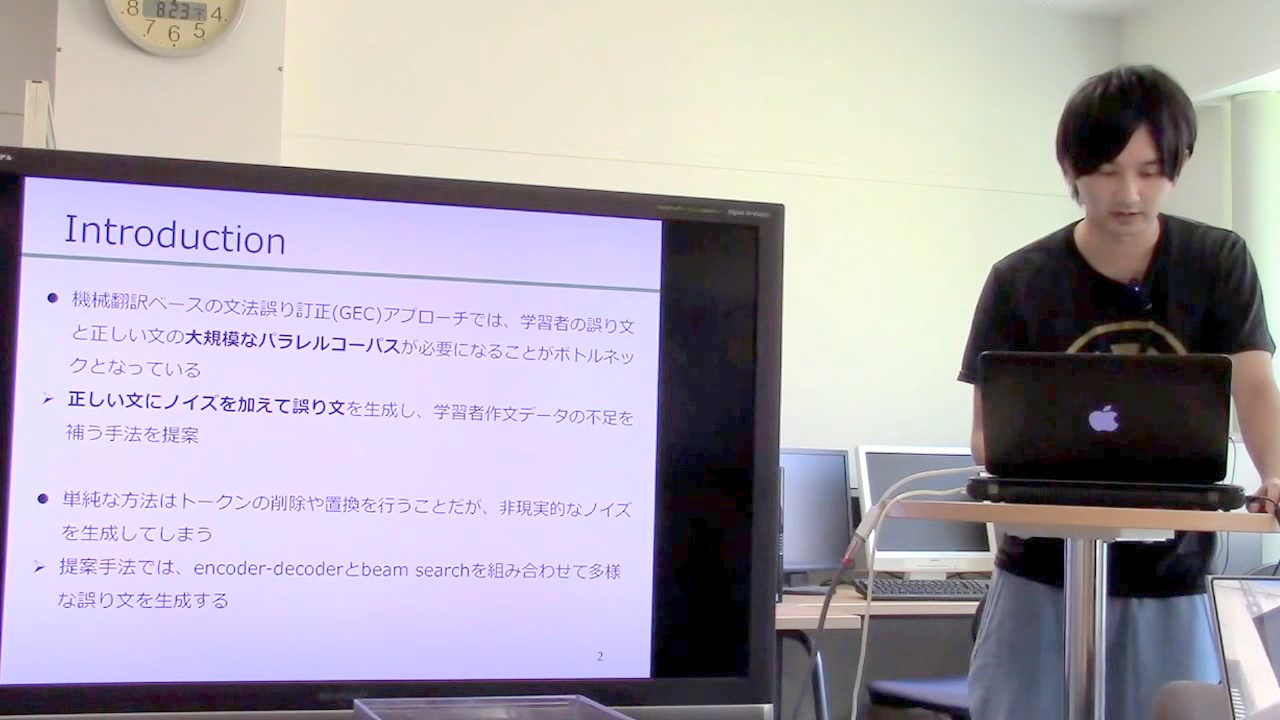 8 7 6 5 4
823 木
Introduction
● 機械翻訳ベースの文法誤り訂正(GEC)アプローチでは、学習者の誤り文
と正しい文の大規模なパラレルコーパスが必要になることがボトルネッ
クとなっている
➢ 正しい文にノイズを加えて誤り文を生成し、学習者作文データの不足を
補う手法を提案
● 単純な方法はトークンの削除や置換を行うことだが、非現実的なノイズ
を生成してしまう
➢ 提案手法では、encoder-decoderとbeam searchを組み合わせて多様
な誤り文を生成する
2